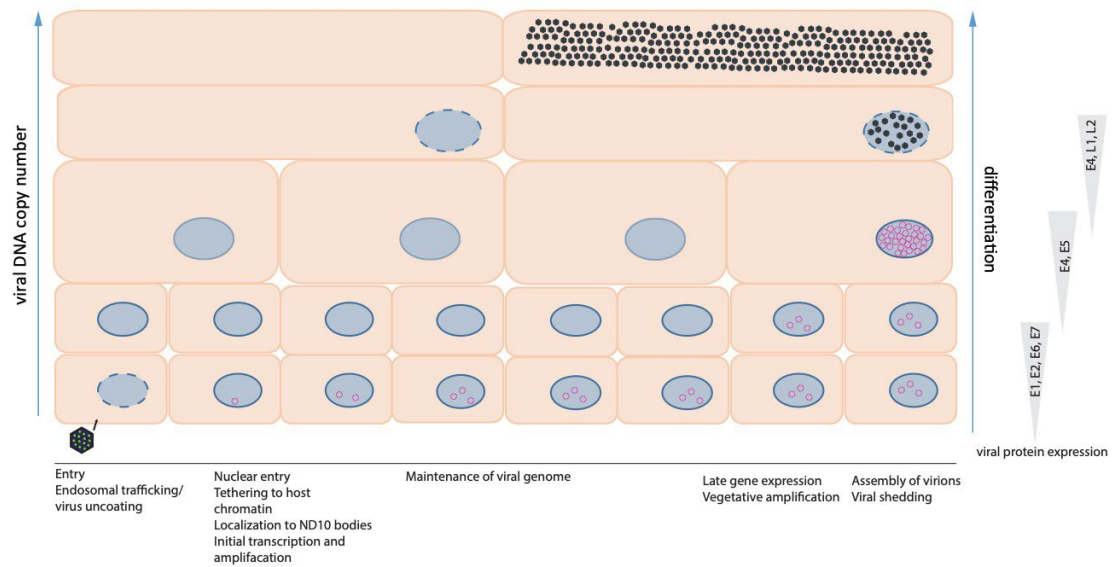 viral DNA copy number
differentiation
E4, L1, L2
E4, E5
E1, E2, E6, E7
viral protein expression
Entry
Endosomal trafficking/
virus uncoating
Nuclear entry
Tethering to host
chromatin
Localization to ND10 bodies
Initial transcription and
amplifacation
Maintenance of viral genome
Late gene expression
Vegetative amplification
Assembly of virions
Viral shedding